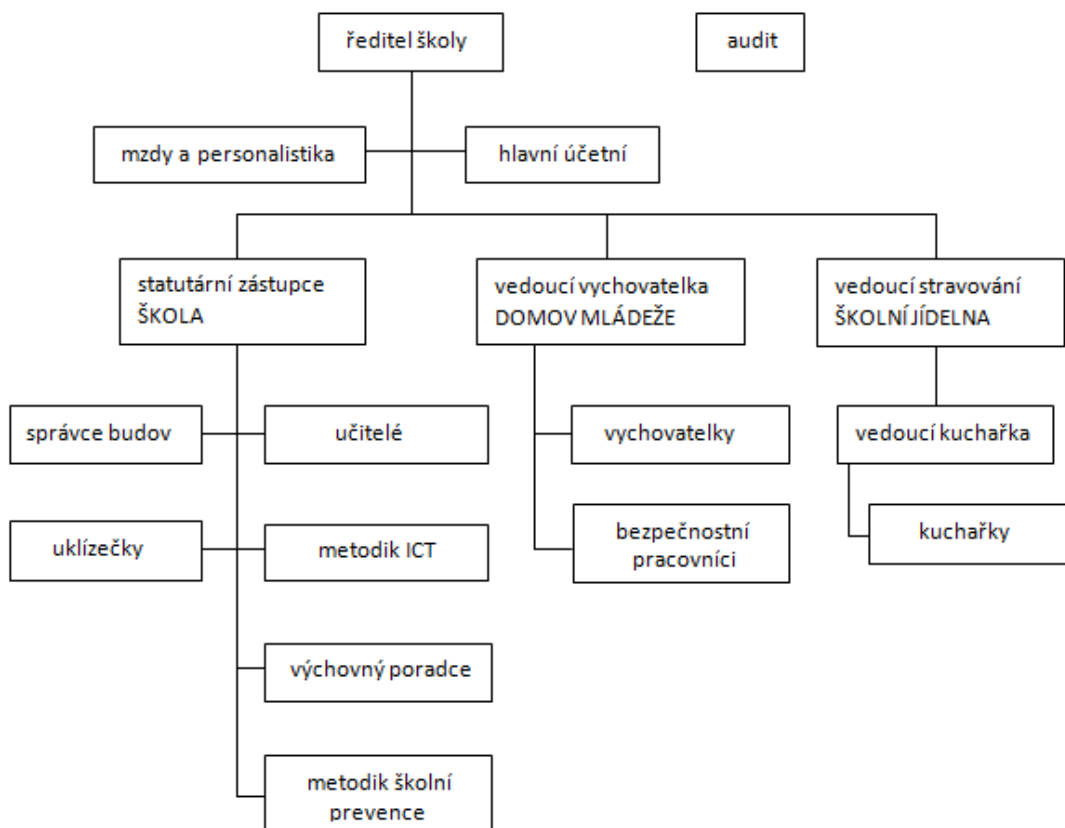 ředitel školy
audit
mzdy a personalistika
hlavní účetní
statutární zástupce
ŠKOLA
vedoucí vychovatelka
DOMOV MLÁDEŽE
vedoucí stravování
ŠKOLNÍ JÍDELNA
správce budov
učitelé
vychovatelky
vedoucí kuchařka
uklízečky
metodik ICT
bezpečnostní
pracovníci
kuchařky
výchovný poradce
metodik školní
prevence